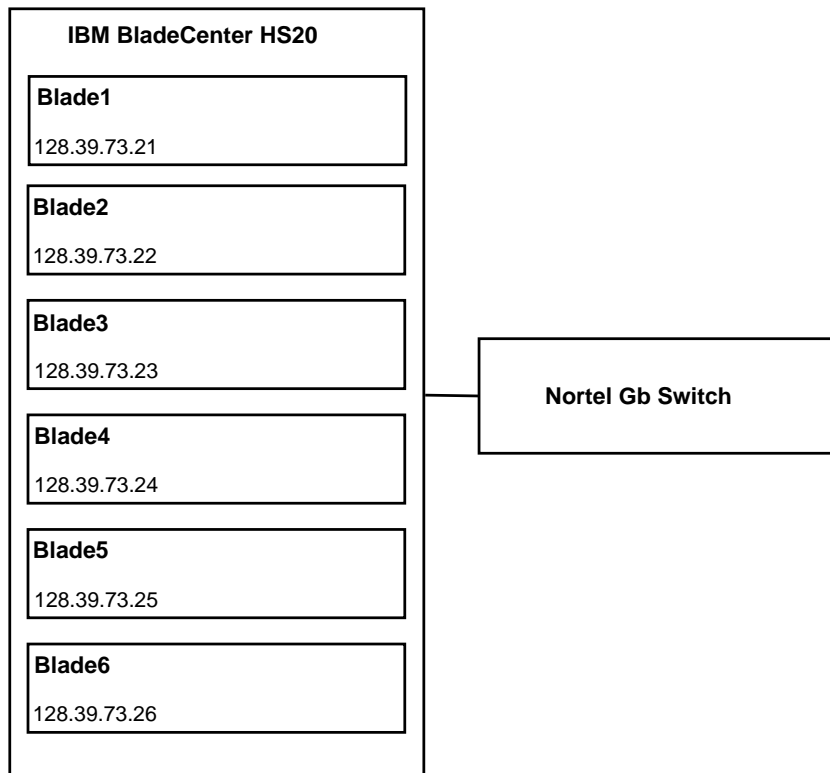 IBM BladeCenter HS20
Blade1
128.39.73.21
Blade2
128.39.73.22
Blade3
128.39.73.23
Blade4
128.39.73.24
Blade5
128.39.73.25
Blade6
128.39.73.26
Nortel Gb Switch